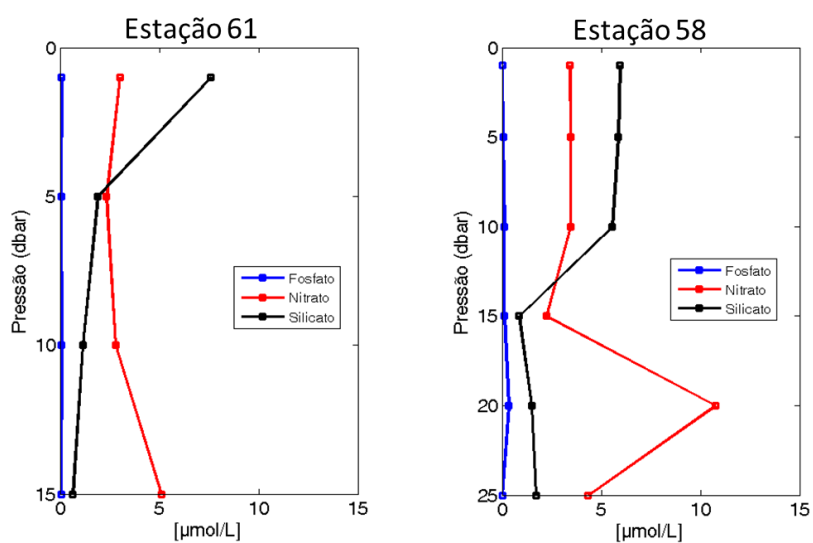 Estação 61
0
5
10
15
Pressão (dbar)
Fosfato
Nitrato
Silicato
0 5 10 15
[µmol/L]
Estação 58
0
5
10
15
20
25
Pressão (dbar)
Fosfato
Nitrato
Silicato
0 5 10 15
[µmol/L]